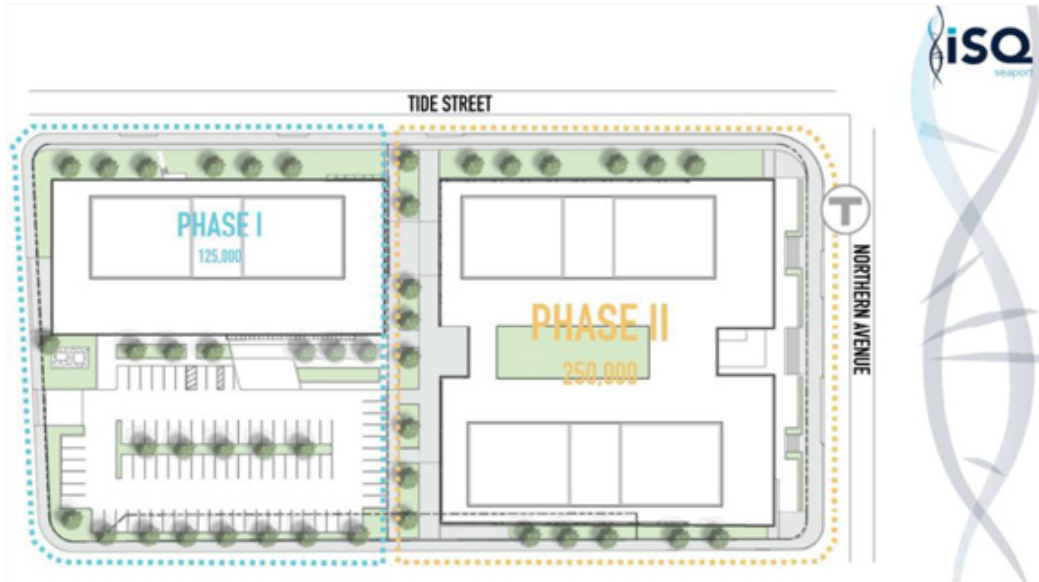 iSQ
seaport
TIDE STREET
PHASE I
125,000
T
NORTHERN AVENUE
PHASE II
250,000